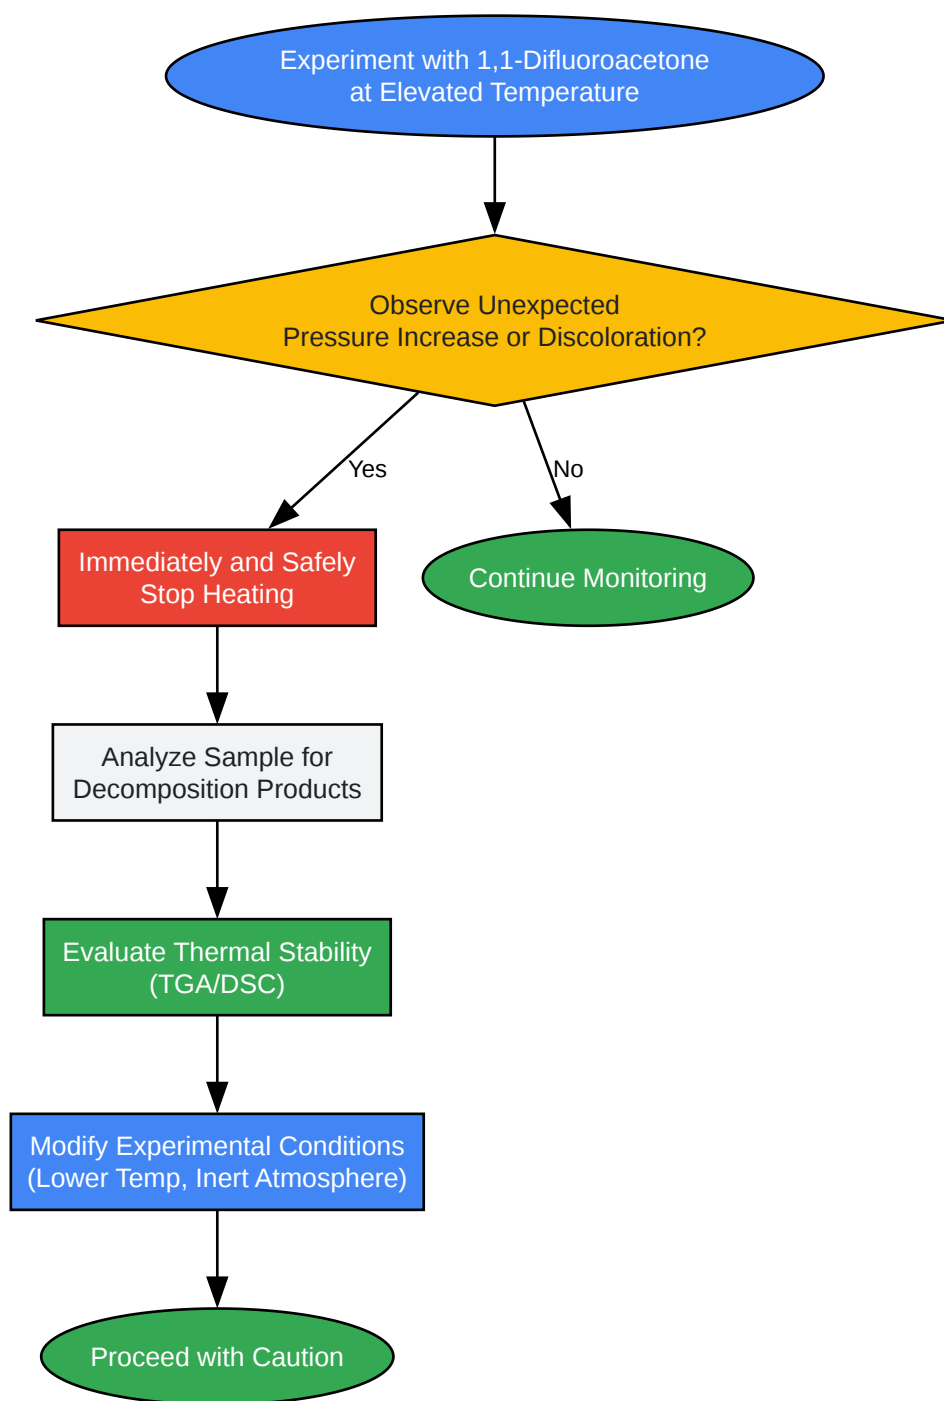 Experiment with 1,1-Difluoroacetone
at Elevated Temperature
Observe Unexpected
Pressure Increase or Discoloration?
Yes
No
Immediately and Safely
Stop Heating
Continue Monitoring
Analyze Sample for
Decomposition Products
Evaluate Thermal Stability
(TGA/DSC)
Modify Experimental Conditions
(Lower Temp, Inert Atmosphere)
Proceed with Caution